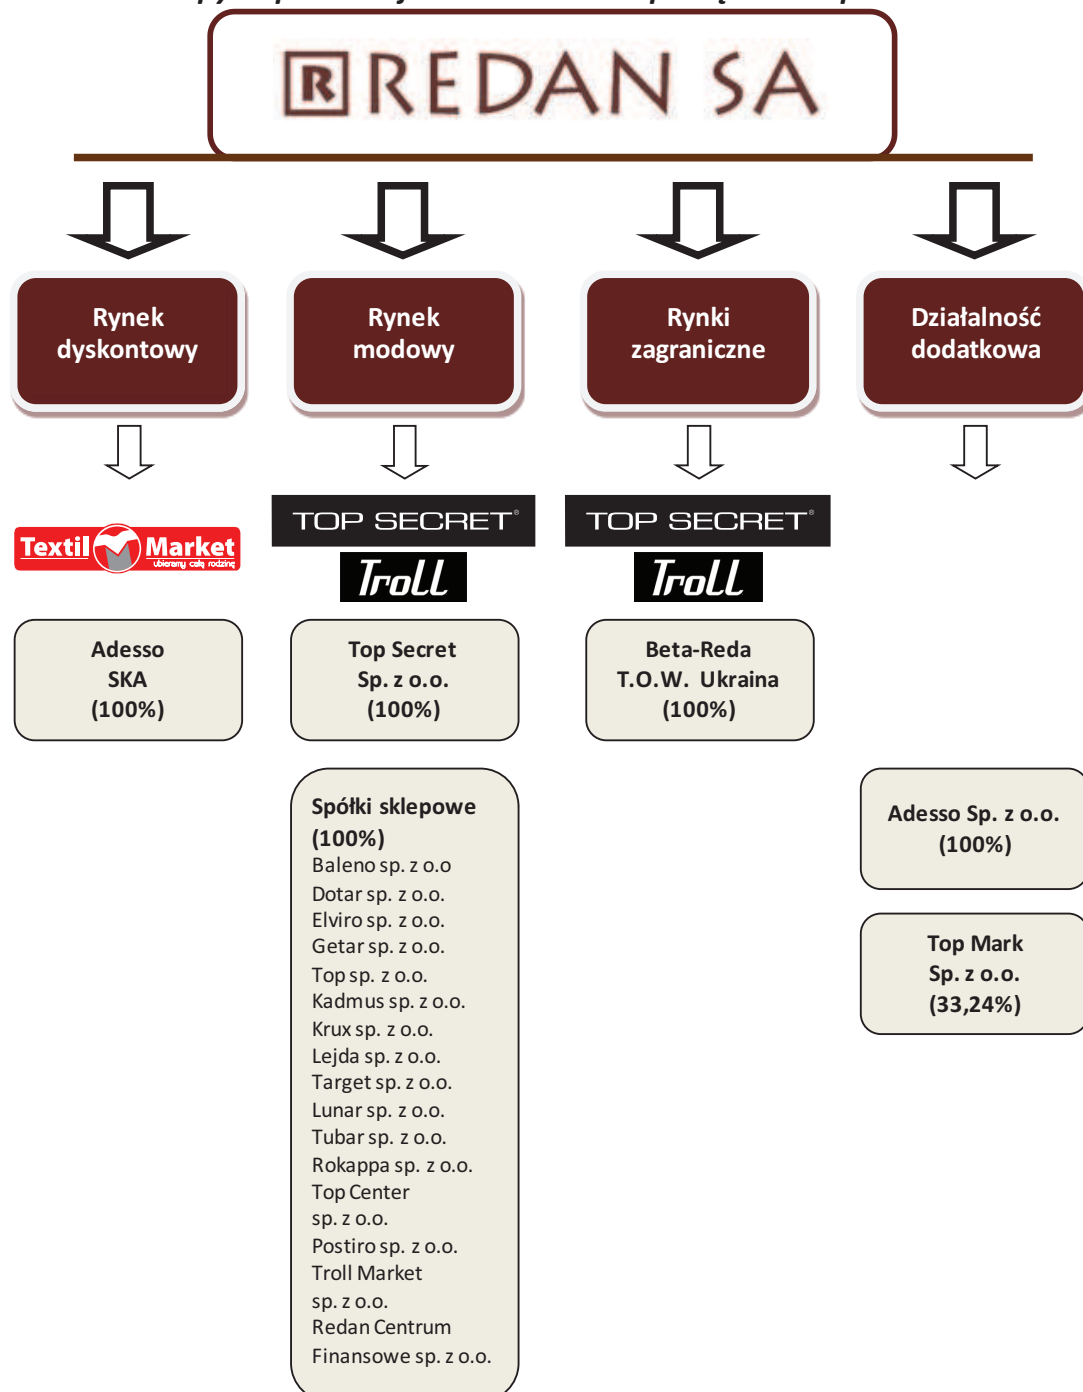 R REDAN SA
Rynek
dyskontowy
Rynek
modowy
Rynki
zagraniczne
Działalność
dodatkowa
Textil Market
ubieramy całą rodzinę
TOP SECRET®
Troll
TOP SECRET®
Troll
Adesso
SKA
(100%)
Top Secret
Sp. z o.o.
(100%)
Beta-Reda
T.O.W. Ukraina
(100%)
Spółki sklepowe
(100%)
Baleno sp. z o.o
Dotar sp. z o.o.
Elviro sp. z o.o.
Getar sp. z o.o.
Top sp. z o.o.
Kadmus sp. z o.o.
Krux sp. z o.o.
Lejda sp. z o.o.
Target sp. z o.o.
Lunar sp. z o.o.
Tubar sp. z o.o.
Rokappa sp. z o.o.
Top Center
sp. z o.o.
Postiro sp. z o.o.
Troll Market
sp. z o.o.
Redan Centrum
Finansowe sp. z o.o.
Adesso Sp. z o.o.
(100%)
Top Mark
Sp. z o.o.
(33,24%)